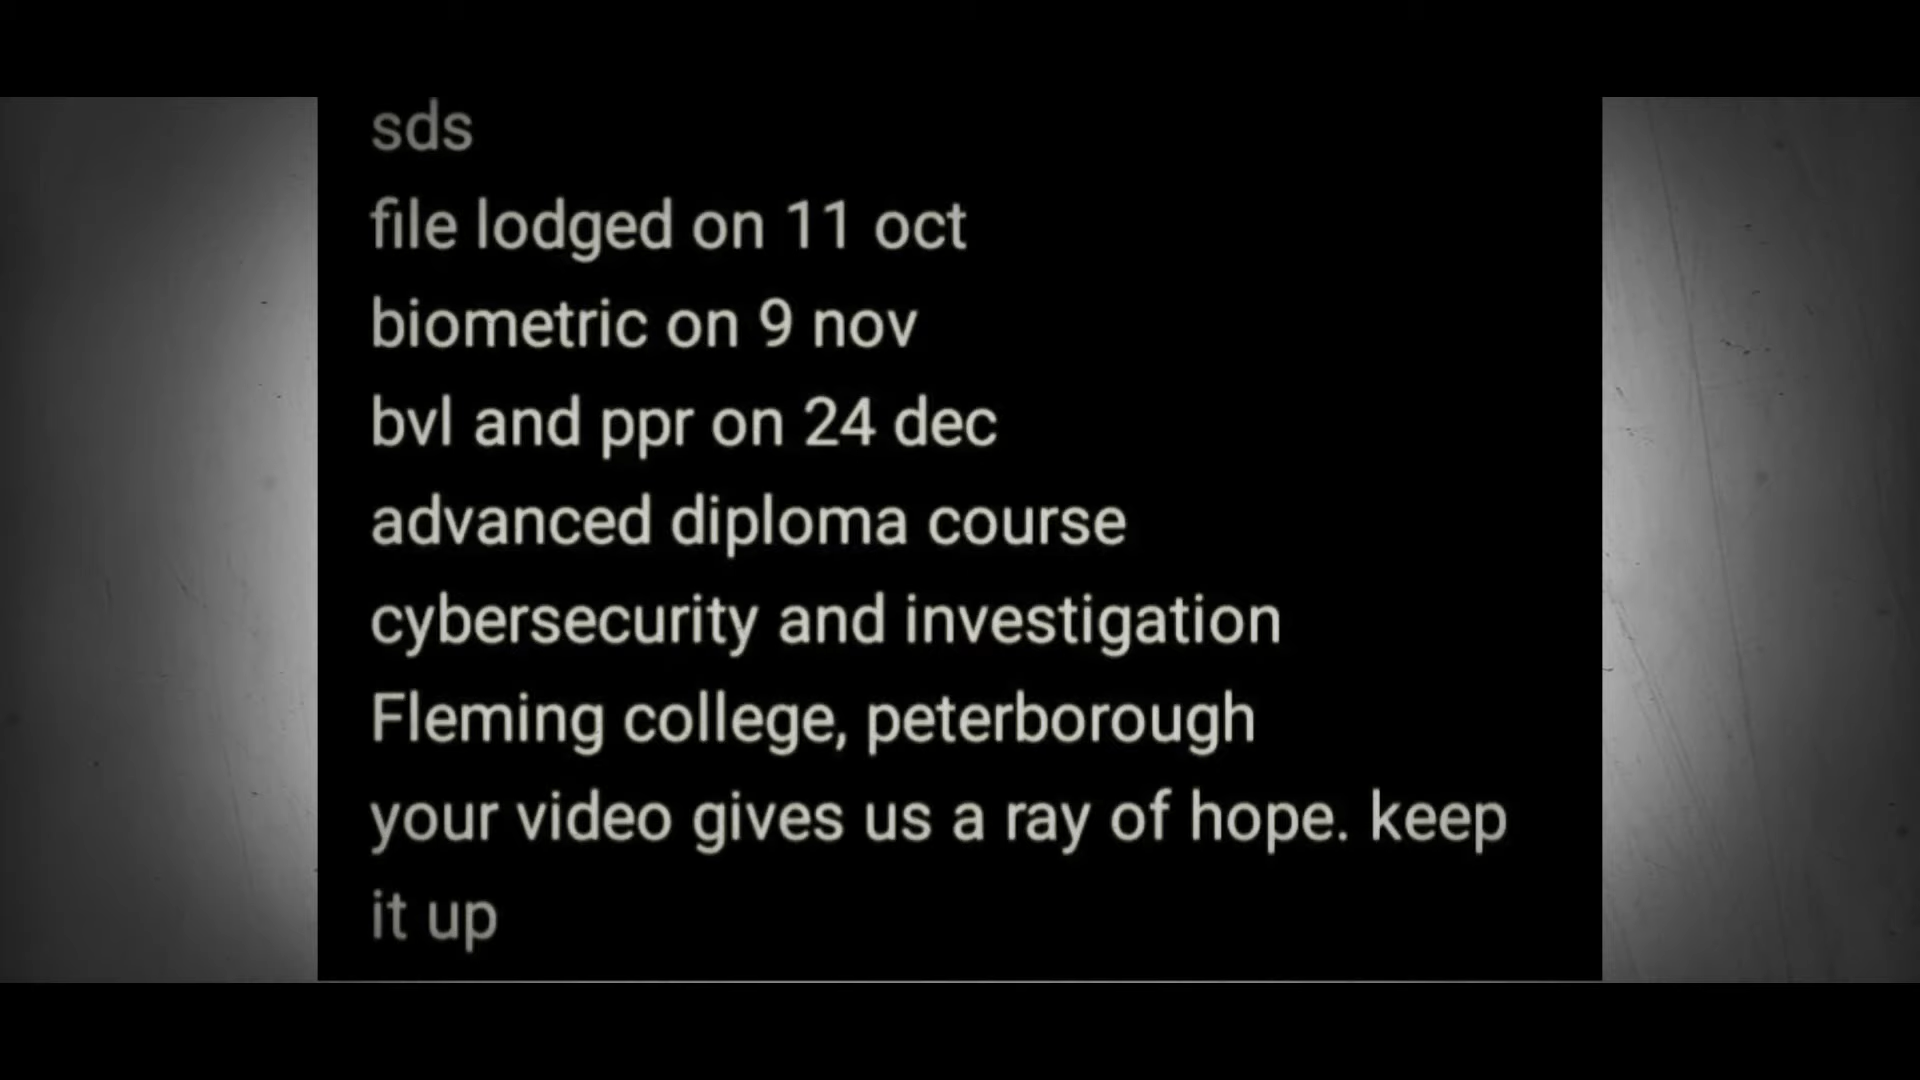 sds
file lodged on 11 oct
biometric on 9 nov
bvl and ppr on 24 dec
advanced diploma course
cybersecurity and investigation
Fleming college, peterborough
your video gives us a ray of hope. keep
it up